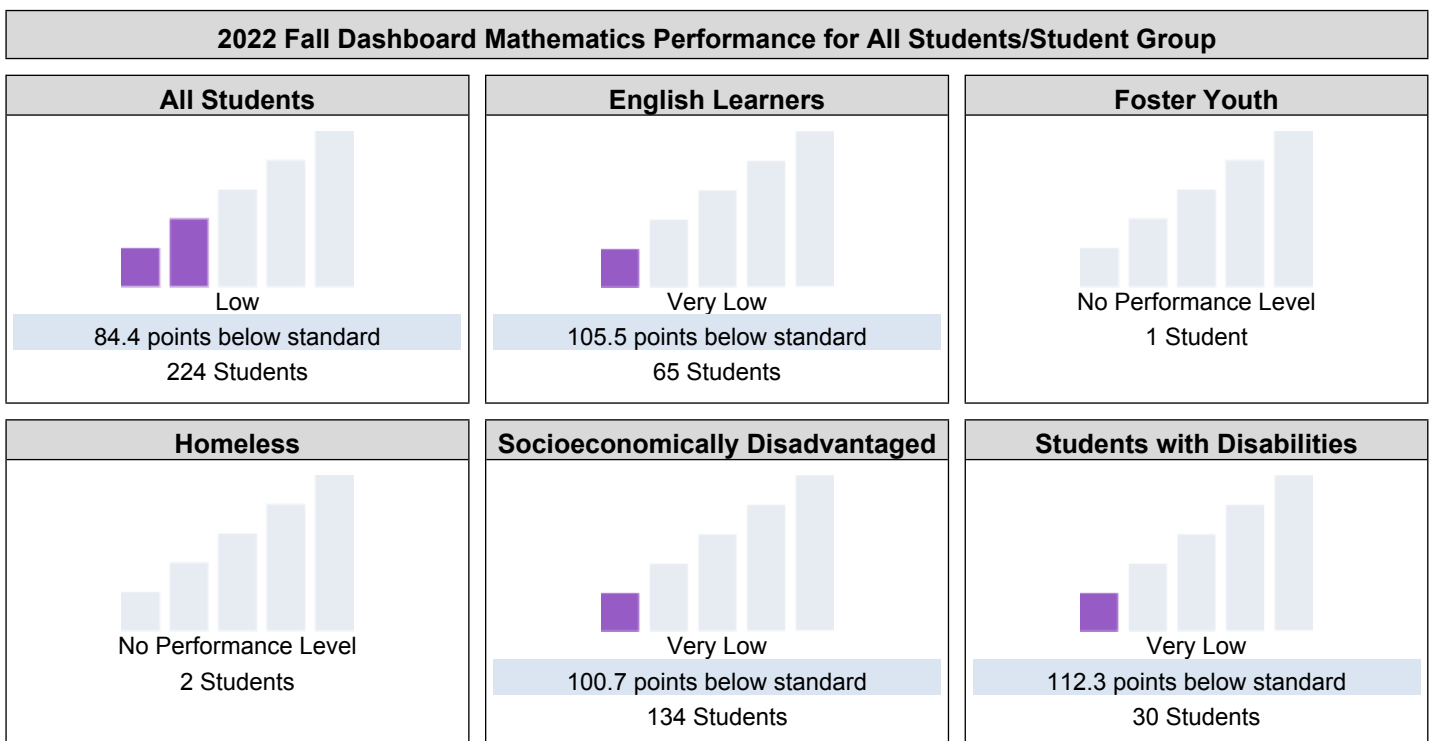 2022 Fall Dashboard Mathematics Performance for All Students/Student Group
All Students
Low
84.4 points below standard
224 Students
English Learners
Very Low
105.5 points below standard
65 Students
Foster Youth
No Performance Level
1 Student
Homeless
No Performance Level
2 Students
Socioeconomically Disadvantaged
Very Low
100.7 points below standard
134 Students
Students with Disabilities
Very Low
112.3 points below standard
30 Students